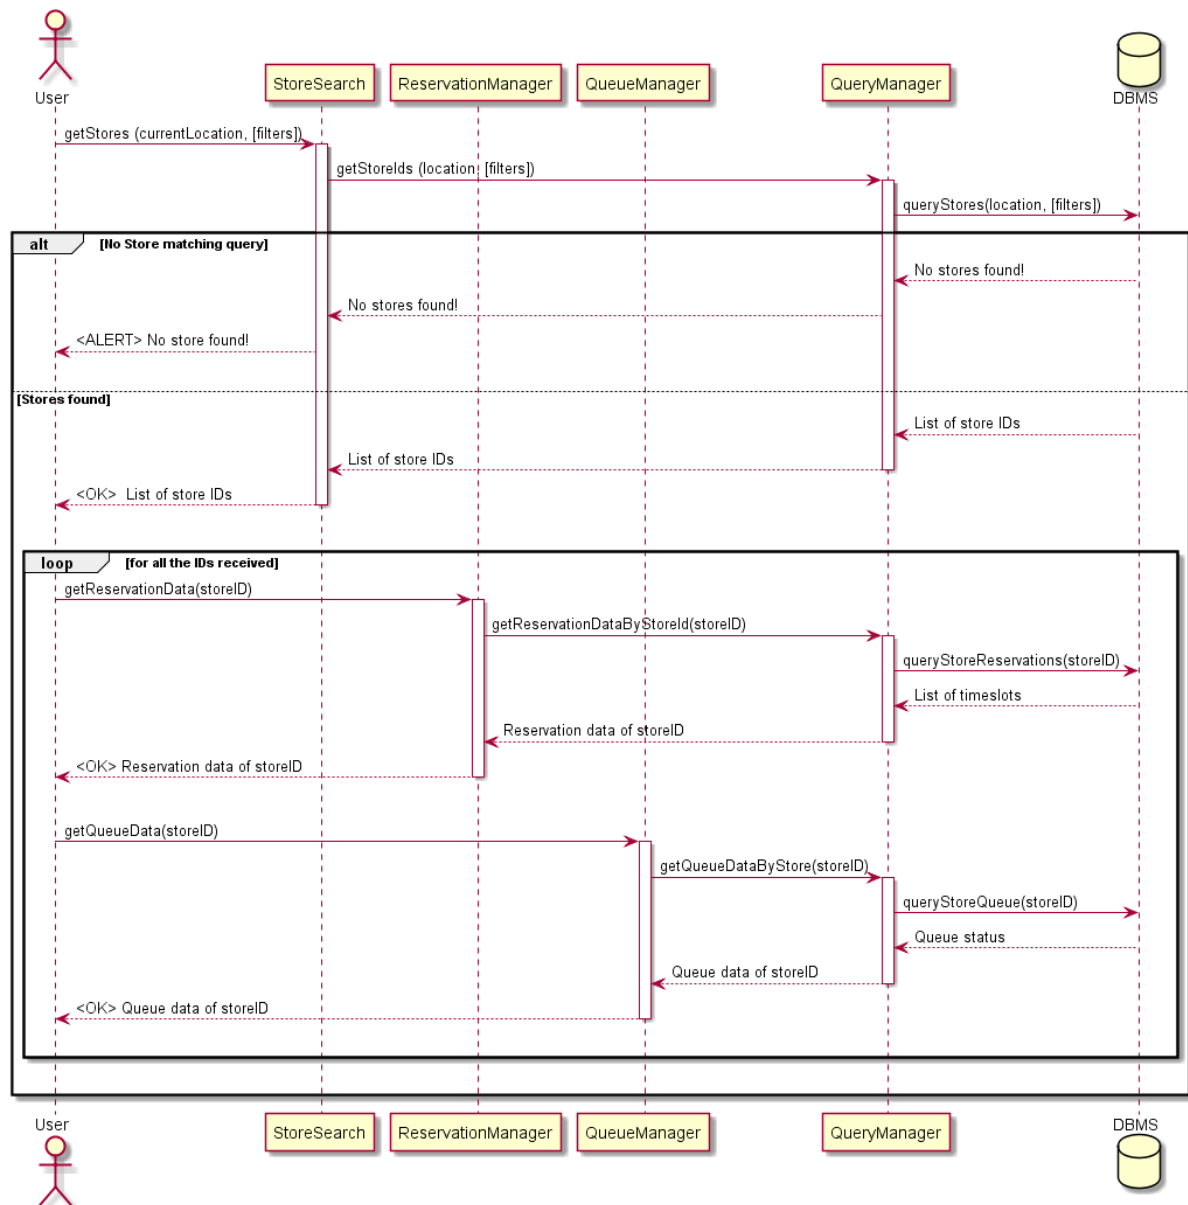 User
StoreSearch
ReservationManager
QueueManager
QueryManager
DBMS
getStores (currentLocation, [filters])
getStoreIds (location, [filters])
queryStores(location, [filters])
alt
[No Store matching query]
No stores found!
No stores found!
<ALERT> No store found!
[Stores found]
List of store IDs
List of store IDs
<OK>  List of store IDs
loop
[for all the IDs received]
getReservationData(storeID)
getReservationDataByStoreId(storeID)
queryStoreReservations(storeID)
List of timeslots
Reservation data of storeID
<OK> Reservation data of storeID
getQueueData(storeID)
getQueueDataByStore(storeID)
queryStoreQueue(storeID)
Queue status
Queue data of storeID
<OK> Queue data of storeID
User
StoreSearch
ReservationManager
QueueManager
QueryManager
DBMS